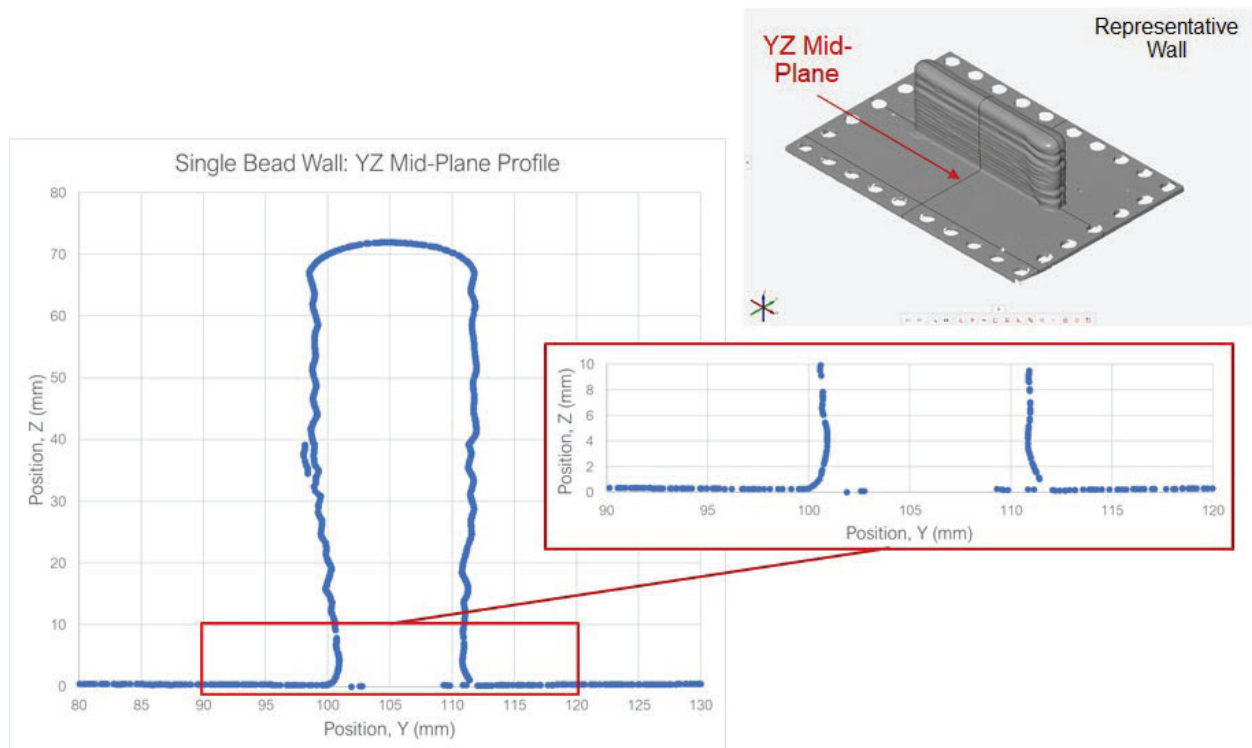 Representative
Wall
YZ Mid-
Plane
Single Bead Wall: YZ Mid-Plane Profile
80
70
60
50
40
30
20
10
0
Position, Z (mm)
80 85 90 95 100 105 110 115 120 125 130
Position, Y (mm)
10
8
6
4
2
0
Position, Z (mm)
90 95 100 105 110 115 120
Position, Y (mm)